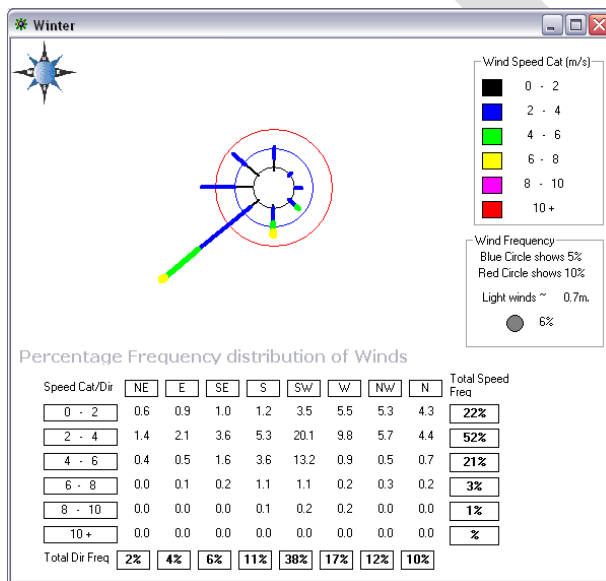 Winter
Wind Speed Cat (m/s)
0 - 2
2 - 4
4 - 6
6 - 8
8 - 10
10 +
Wind Frequency
Blue Circle shows 5%
Red Circle shows 10%
Light winds ~ 0.7m.
6%
Percentage Frequency distribution of Winds
Speed Cat/Dir NE E SE S SW W NW N Total Speed Freq
0 - 2 0.6 0.9 1.0 1.2 3.5 5.5 5.3 4.3 22%
2 - 4 1.4 2.1 3.6 5.3 20.1 9.8 5.7 4.4 52%
4 - 6 0.4 0.5 1.6 3.6 13.2 0.9 0.5 0.7 21%
6 - 8 0.0 0.1 0.2 1.1 1.1 0.2 0.3 0.2 3%
8 - 10 0.0 0.0 0.0 0.1 0.2 0.2 0.0 0.0 1%
10 + 0.0 0.0 0.0 0.0 0.0 0.0 0.0 0.0 %
Total Dir Freq 2% 4% 6% 11% 38% 17% 12% 10%